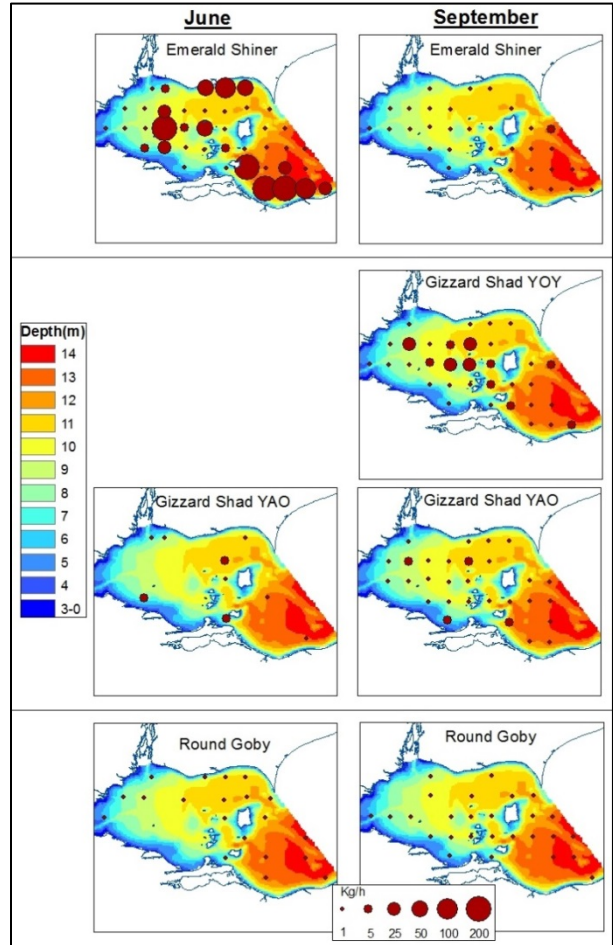 June
September
Emerald Shiner
Emerald Shiner
Gizzard Shad YOY
Depth(m)
14
13
12
11
10
9
8
7
6
5
4
3-0
Gizzard Shad YAO
Gizzard Shad YAO
Round Goby
Round Goby
Kg/h
1 5 25 50 100 200